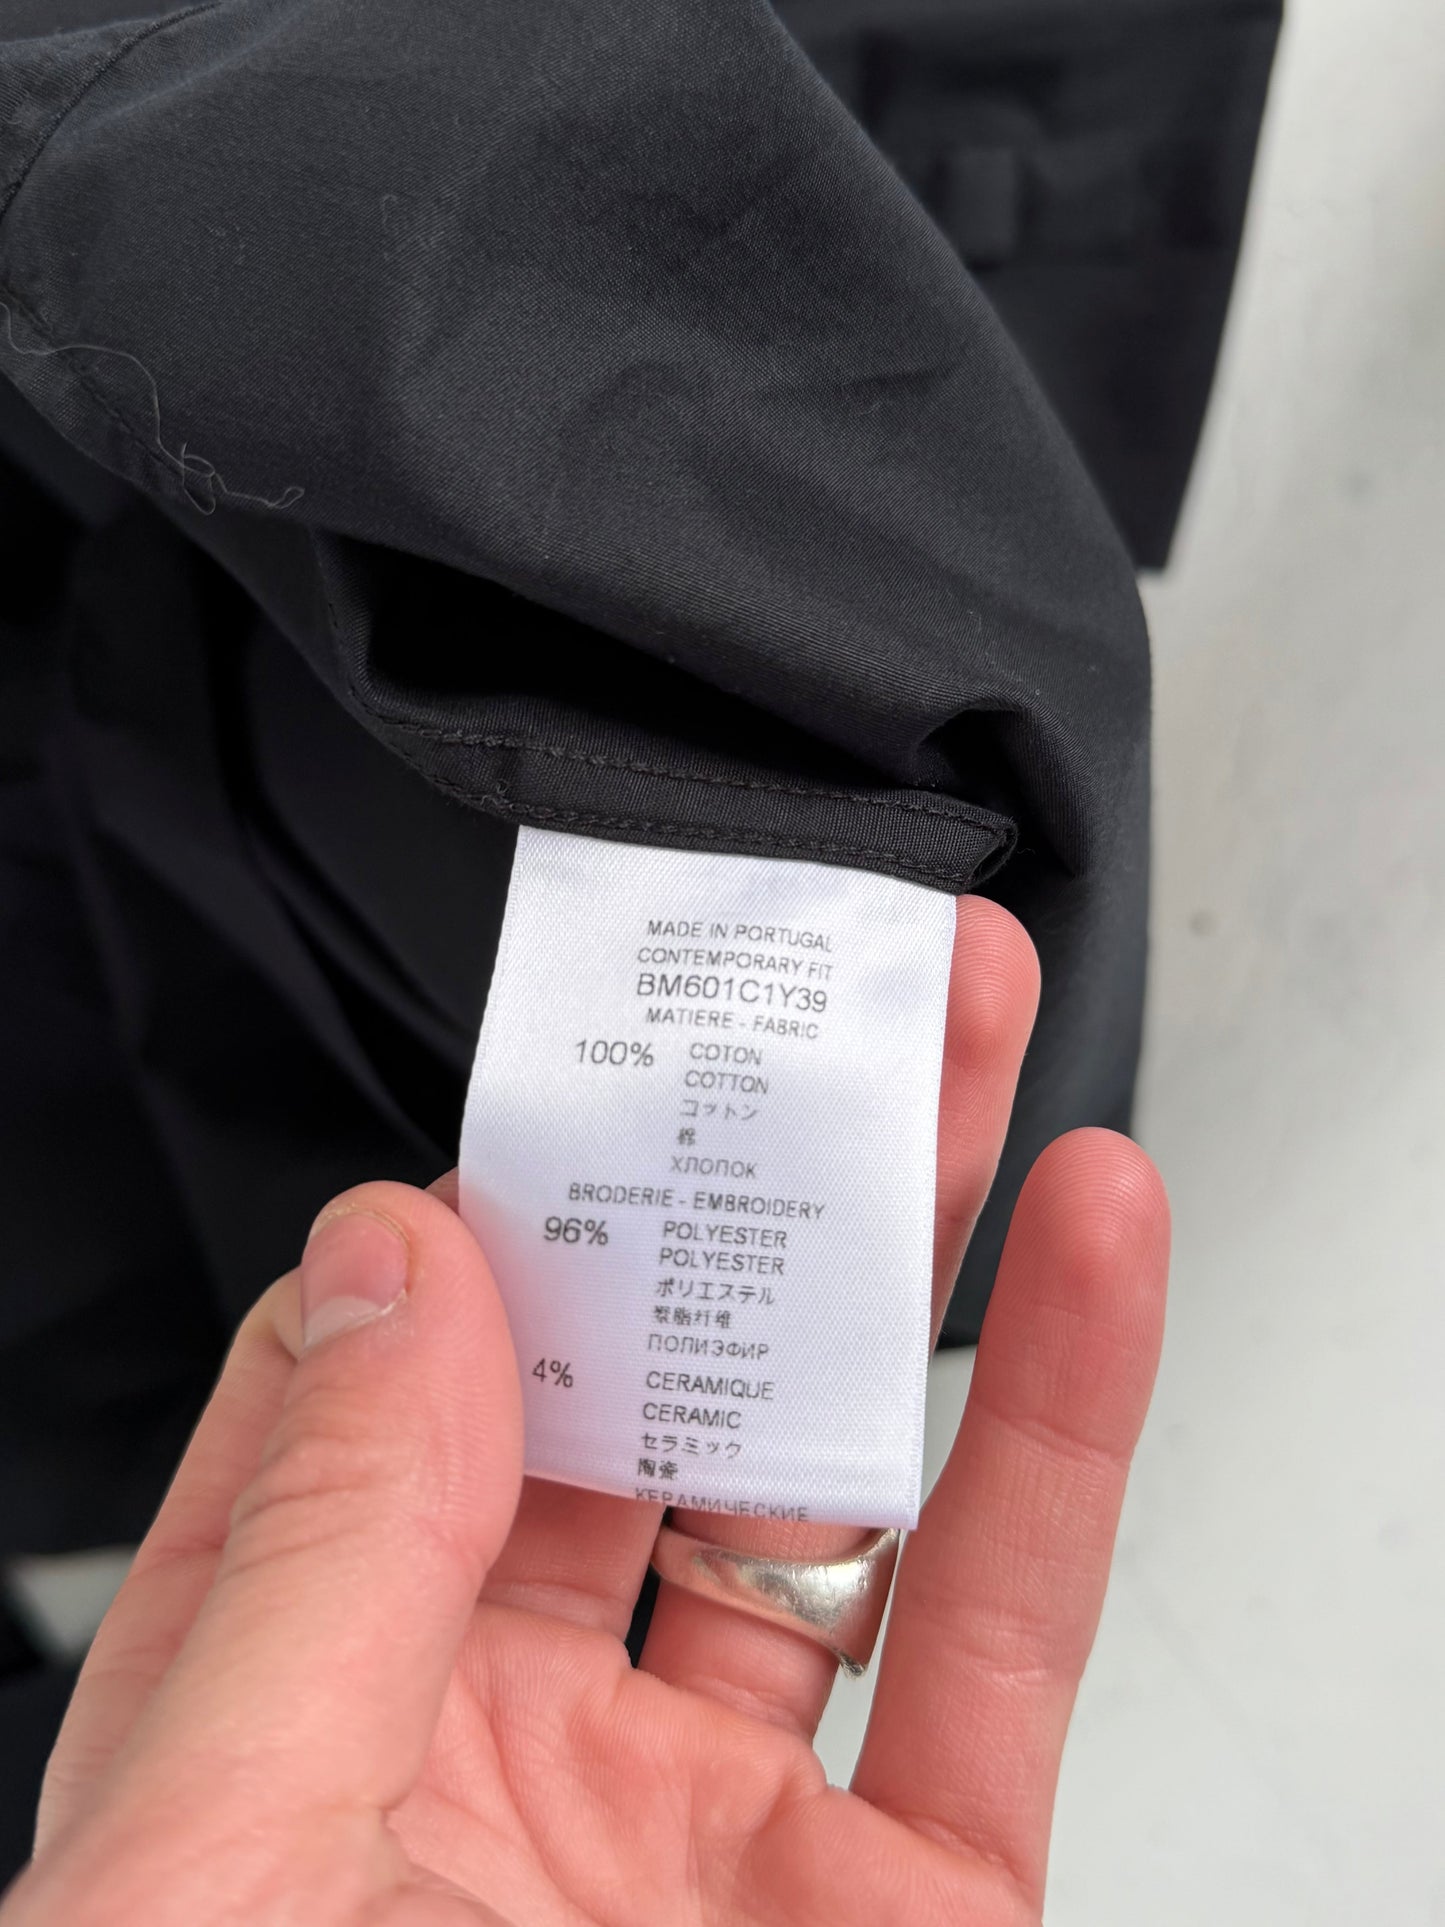 MADE IN PORTUGAL
CONTEMPORARY FIT
BM601C1Y39
MATIERE - FABRIC
100% COTON
COTTON
コットン
棉
ХЛОПОК
BRODERIE - EMBROIDERY
96% POLYESTER
POLYESTER
ポリエステル
聚脂纤维
ПОЛИЭФИР
4% CERAMIQUE
CERAMIC
セラミック
陶瓷
КЕРАМИЧЕСКИЕ